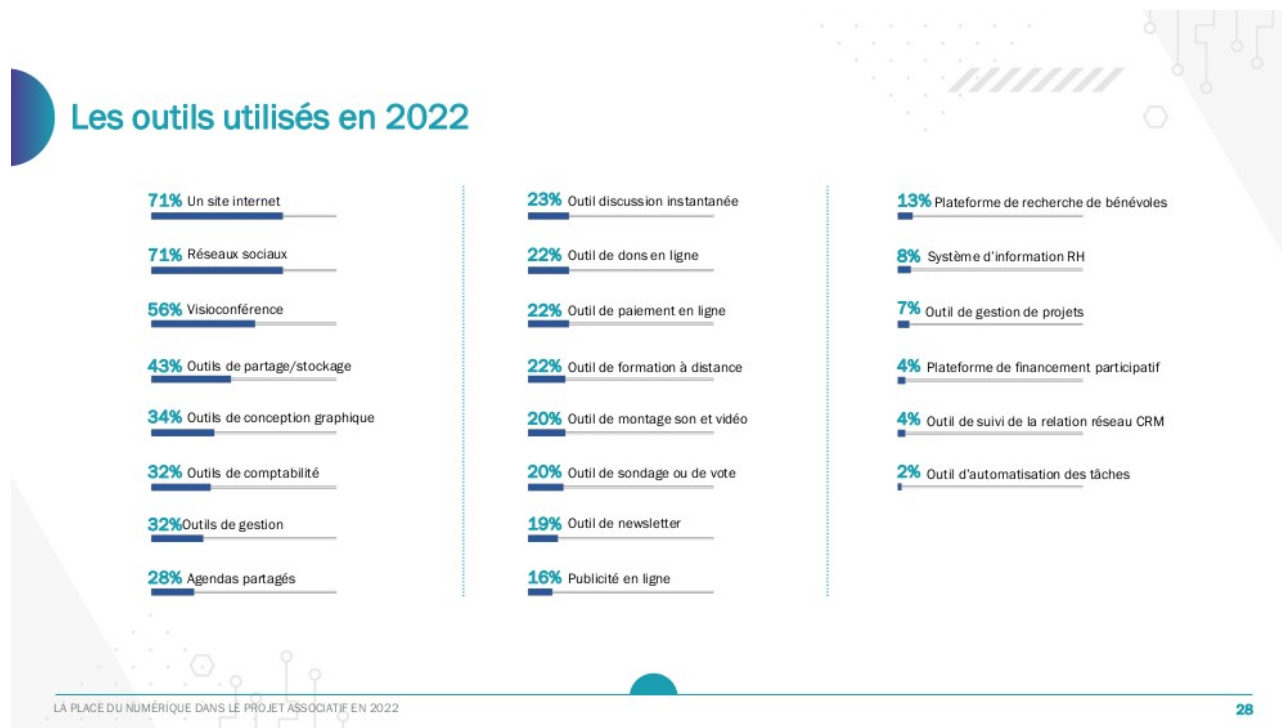 Les outils utilisés en 2022
71% Un site internet
71% Réseaux sociaux
56% Visioconférence
43% Outils de partage/stockage
34% Outils de conception graphique
32% Outils de comptabilité
32%Outils de gestion
28% Agendas partagés
23% Outil discussion instantanée
22% Outil de dons en ligne
22% Outil de paiement en ligne
22% Outil de formation à distance
20% Outil de montage son et vidéo
20% Outil de sondage ou de vote
19% Outil de newsletter
16% Publicité en ligne
13% Plateforme de recherche de bénévoles
8% Système d'information RH
7% Outil de gestion de projets
4% Plateforme de financement participatif
4% Outil de suivi de la relation réseau CRM
2% Outil d'automatisation des tâches
LA PLACE DU NUMÉRIQUE DANS LE PROJET ASSOCIATIF EN 2022
28